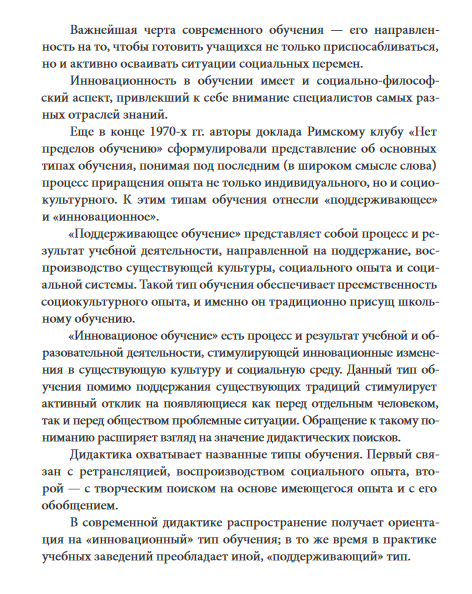 Важнейшая черта современного обучения — его направлен-
ность на то, чтобы готовить учащихся не только приспосабливаться,
но и активно осваивать ситуации социальных перемен.
Инновационность в обучении имеет и социально-философ-
ский аспект, привлекший к себе внимание специалистов самых раз-
ных отраслей знаний.
Еще в конце 1970-х гг. авторы доклада Римскому клубу «Нет
пределов обучению» сформулировали представление об основных
типах обучения, понимая под последним (в широком смысле слова)
процесс приращения опыта не только индивидуального, но и социо-
культурного. К этим типам обучения отнесли «поддерживающее»
и «инновационное».
«Поддерживающее обучение» представляет собой процесс и ре-
зультат учебной деятельности, направленной на поддержание, вос-
производство существующей культуры, социального опыта и соци-
альной системы. Такой тип обучения обеспечивает преемственность
социокультурного опыта, и именно он традиционно присущ школь-
ному обучению.
«Инновационое обучение» есть процесс и результат учебной и об-
разовательной деятельности, стимулирующей инновационные измене-
ния в существующую культуру и социальную среду. Данный тип об-
учения помимо поддержания существующих традиций стимулирует
активный отклик на появляющиеся как перед отдельным человеком,
так и перед обществом проблемные ситуации. Обращение к такому по-
ниманию расширяет взгляд на значение дидактических поисков.
Дидактика охватывает названные типы обучения. Первый свя-
зан с ретрансляцией, воспроизводством социального опыта, вто-
рой — с творческим поиском на основе имеющегося опыта и с его
обобщением.
В современной дидактике распространение получает ориента-
ция на «инновационный» тип обучения; в то же время в практике
учебных заведений преобладает иной, «поддерживающий» тип.